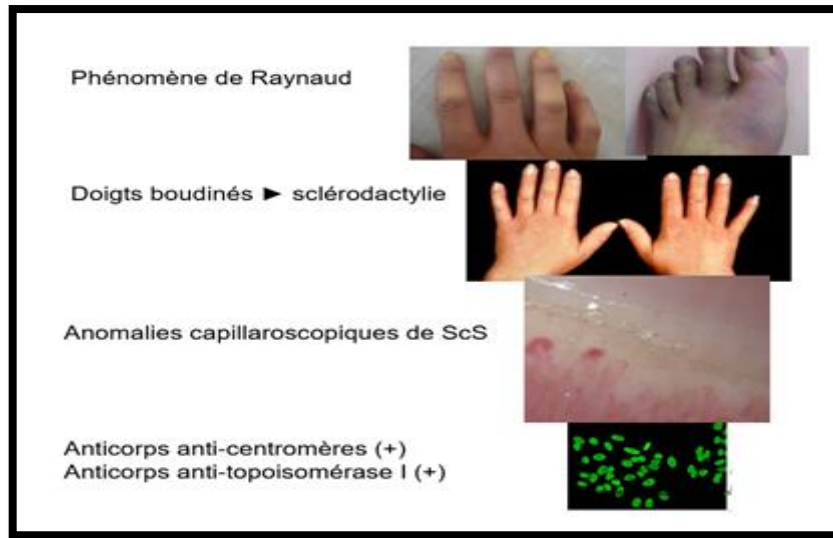 Phénomène de Raynaud
Doigts boudinés ► sclérodactylie
Anomalies capillaroscopiques de ScS
Anticorps anti-centromères (+)
Anticorps anti-topoisomérase I (+)